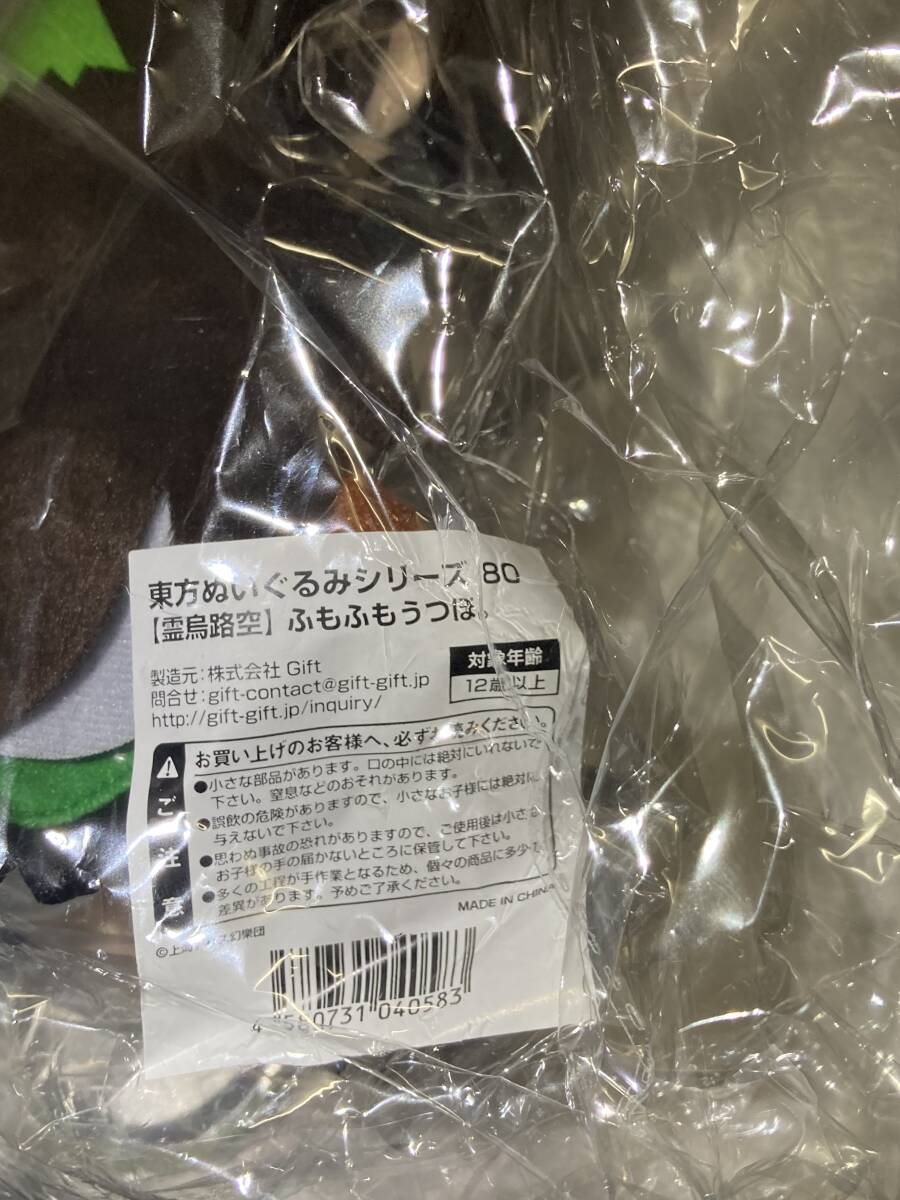 東方ぬいぐるみシリーズ 80
【霊烏路空】ふもふもうつほ。
製造元：株式会社 Gift
問合せ：gift-contact@gift-gift.jp
http://gift-gift.jp/inquiry/
対象年齢
12歳以上
ご注意
お買い上げのお客様へ、必ずお読みください。
●小さな部品があります。口の中には絶対にいれないで
下さい。窒息などのおそれがあります。
●誤飲の危険がありますので、小さなお子様には絶対に
与えないで下さい。
●思わぬ事故の恐れがありますので、ご使用後は小さな
お子様の手の届かないところに保管して下さい。
●多くの工程が手作業となるため、個々の商品に多少の
差異があります。予めご了承ください。
MADE IN CHINA
©上海アリス幻樂団
4 580731 040583